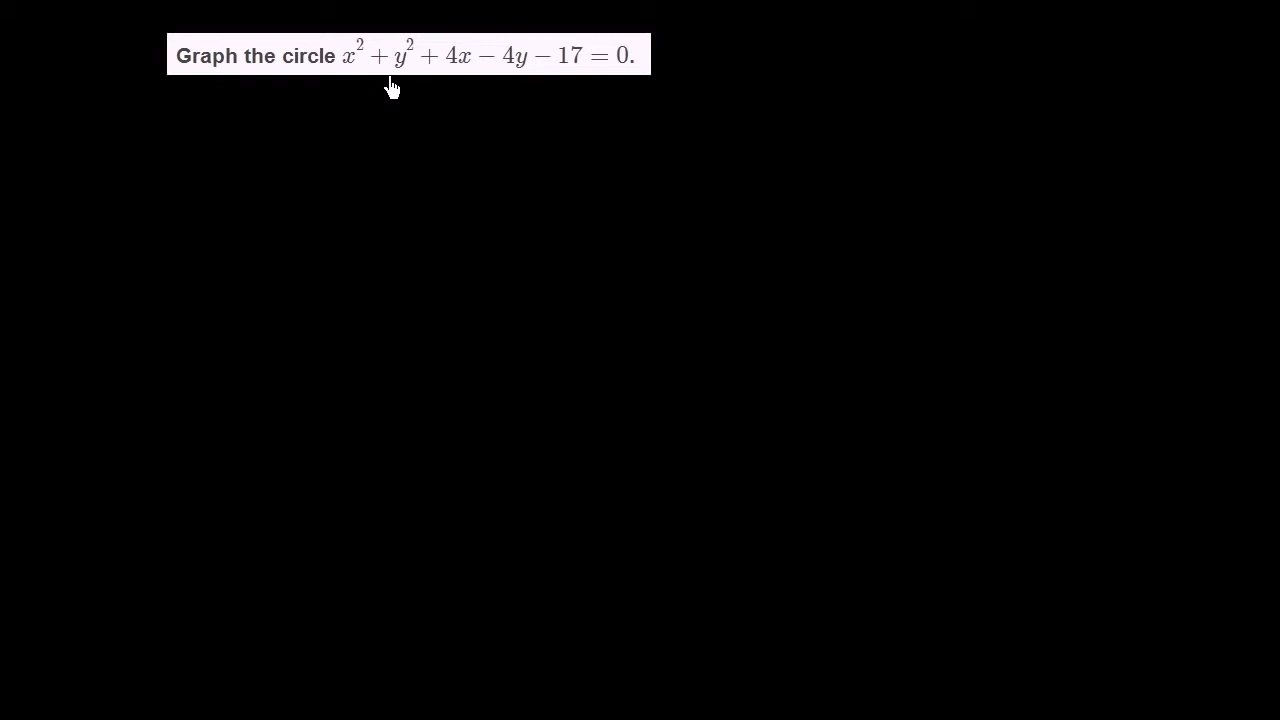 Graph the circle x² + y² + 4x − 4y − 17 = 0.